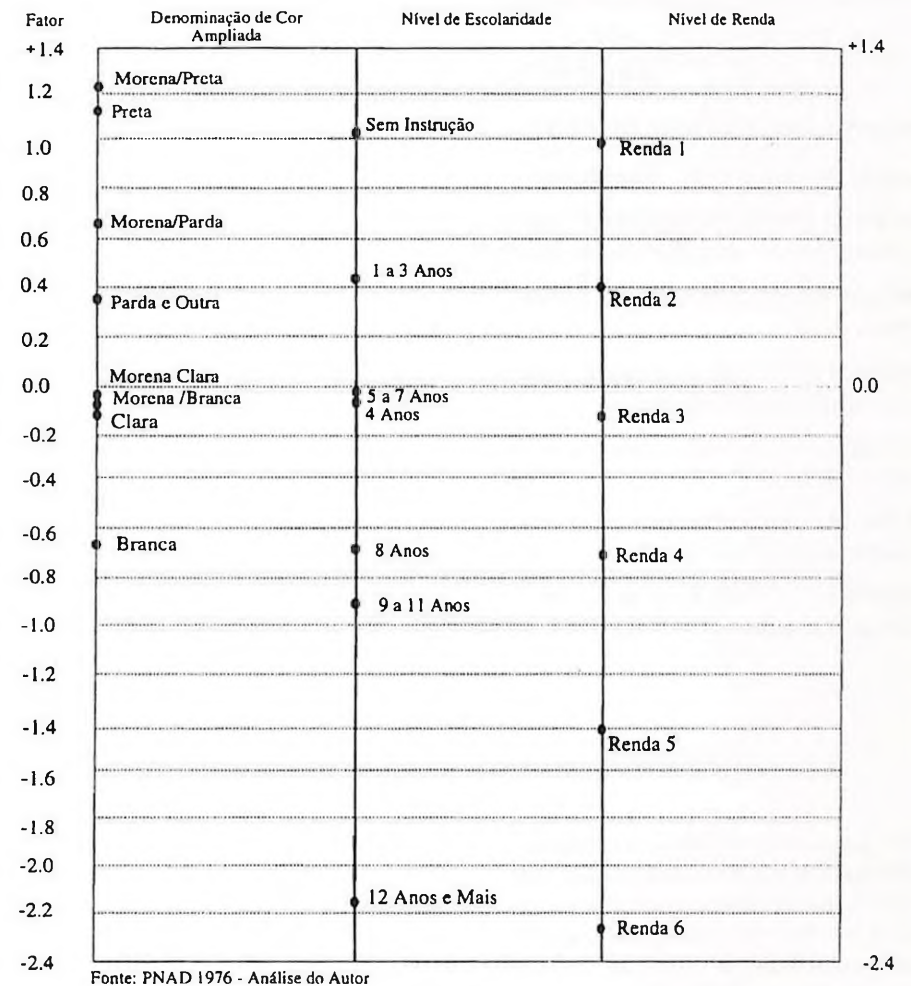 Fator
Denominação de Cor
Ampliada
Nível de Escolaridade
Nível de Renda
+1.4
+1.4
Morena/Preta
1.2
Preta
Sem Instrução
1.0
Renda 1
0.8
Morena/Parda
0.6
1 a 3 Anos
0.4
Parda e Outra
Renda 2
0.2
Morena Clara
0.0
0.0
Morena /Branca
5 a 7 Anos
Clara
4 Anos
Renda 3
-0.2
-0.4
-0.6
Branca
8 Anos
Renda 4
-0.8
9 a 11 Anos
-1.0
-1.2
-1.4
Renda 5
-1.6
-1.8
-2.0
12 Anos e Mais
-2.2
Renda 6
-2.4
-2.4
Fonte: PNAD 1976 - Análise do Autor